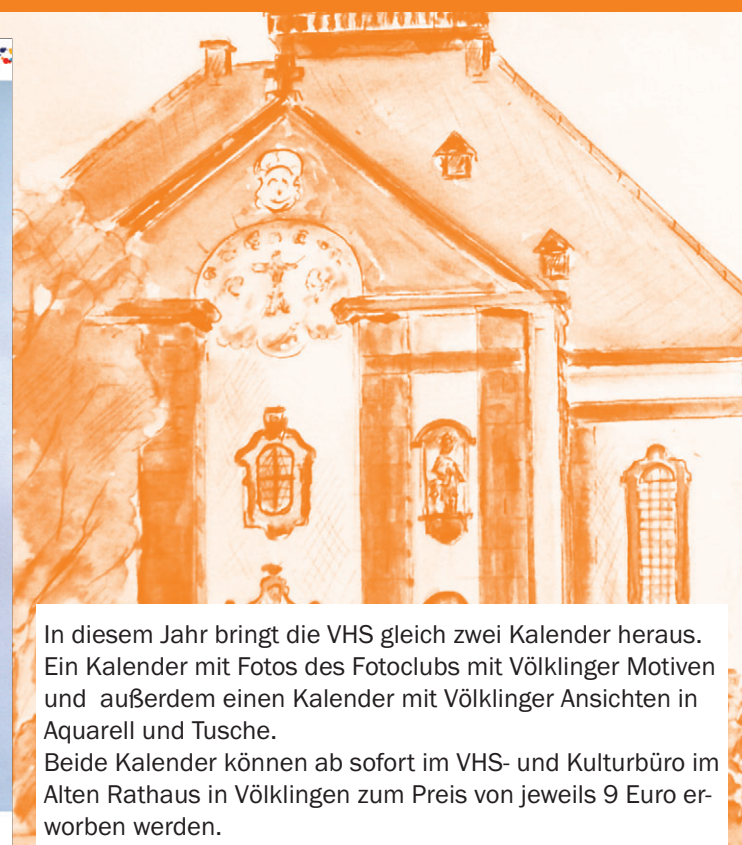 In diesem Jahr bringt die VHS gleich zwei Kalender heraus.
Ein Kalender mit Fotos des Fotoclubs mit Völklinger Motiven
und  außerdem einen Kalender mit Völklinger Ansichten in
Aquarell und Tusche.
Beide Kalender können ab sofort im VHS- und Kulturbüro im
Alten Rathaus in Völklingen zum Preis von jeweils 9 Euro er-
worben werden.